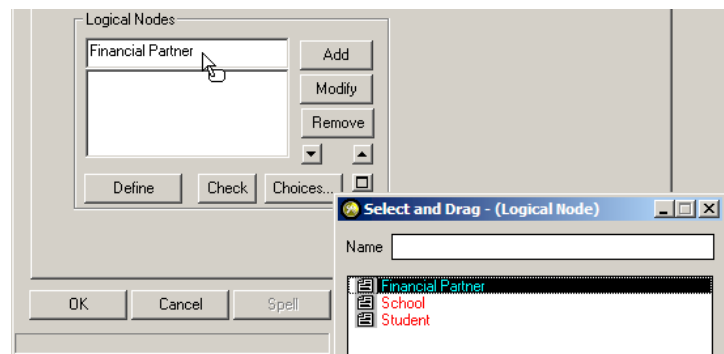 Logical Nodes
Financial Partner
Add
Modify
Remove
Define Check Choices...
Select and Drag - (Logical Node)
Name
Financial Partner
School
Student
OK Cancel Spell